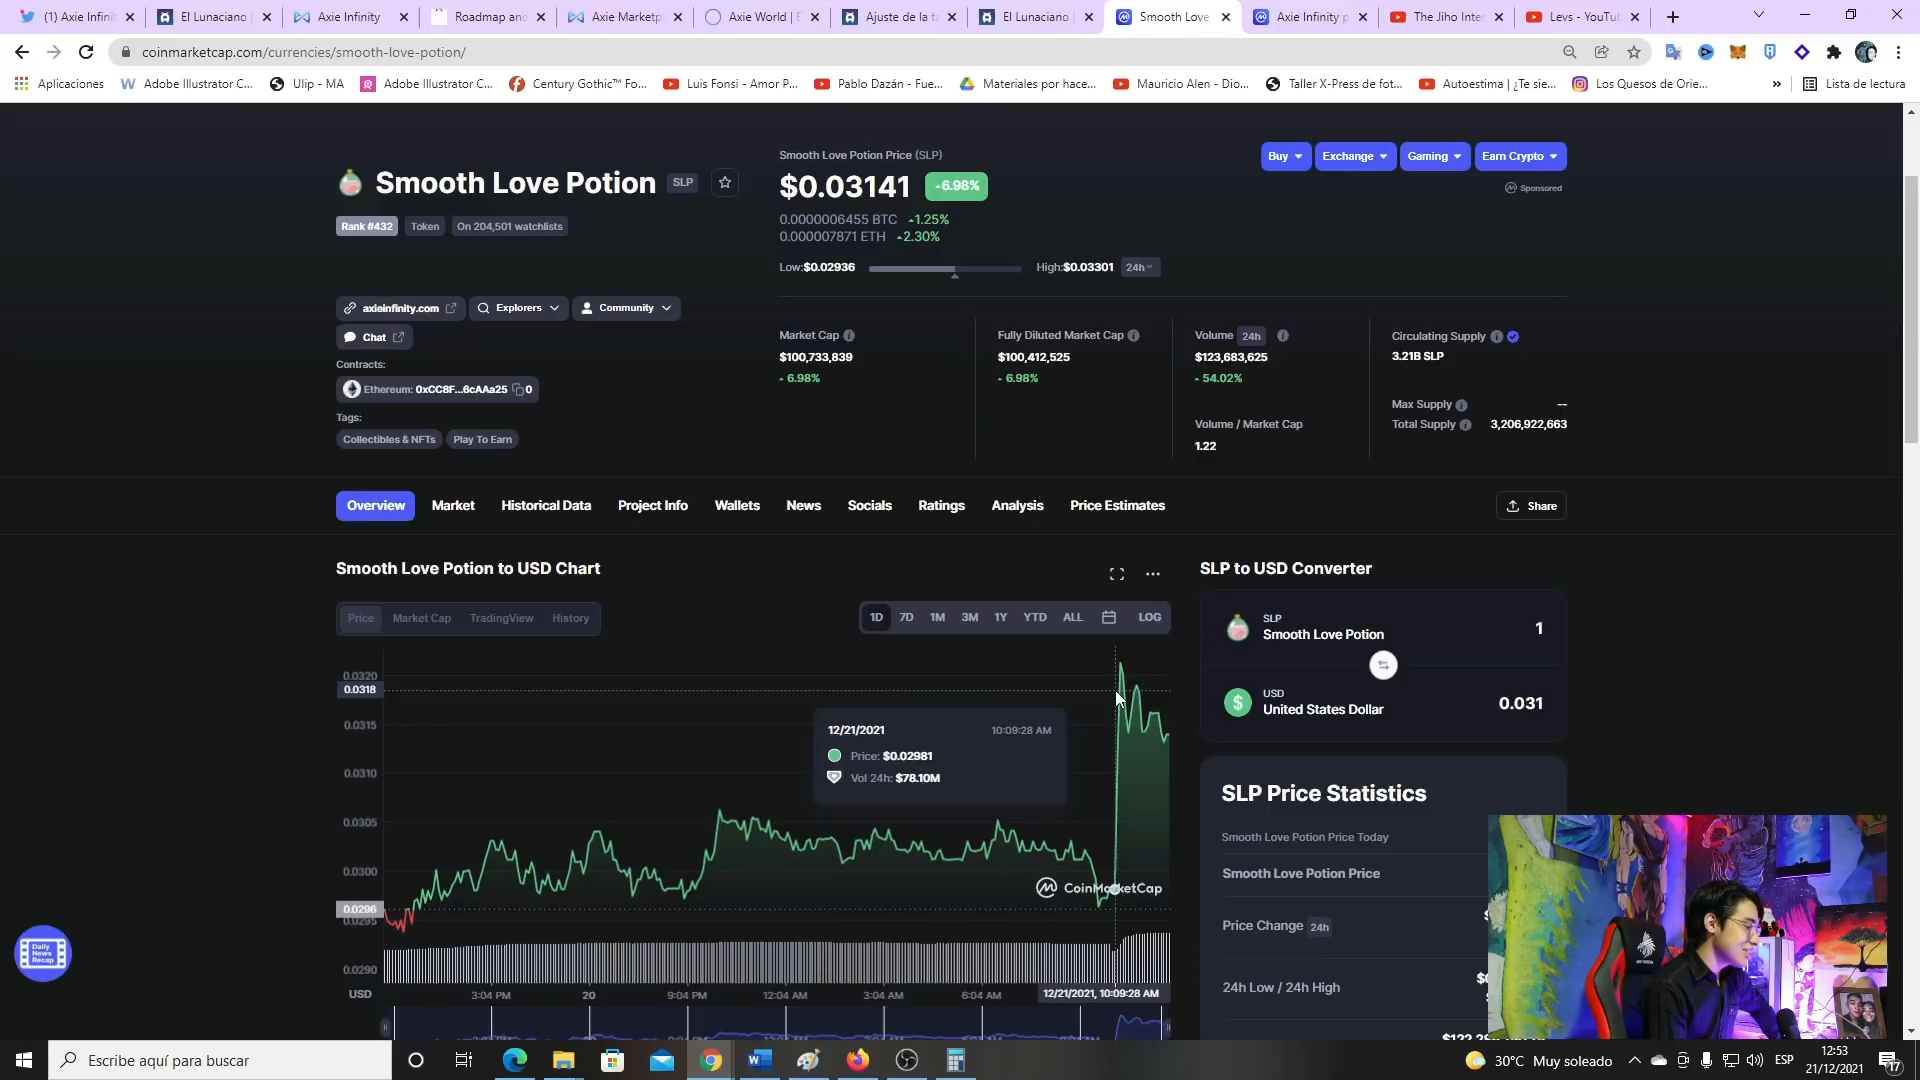 (1) Axie Infini
El Lunaciano |
Axie Infinity
Roadmap and
Axie Marketpl
Axie World | E
Ajuste de la t
El Lunaciano |
Smooth Love
Axie Infinity p
The Jiho Inter
Levs - YouTu
coinmarketcap.com/currencies/smooth-love-potion/
Aplicaciones
Adobe Illustrator C...
Ulip - MA
Adobe Illustrator C...
Century Gothic™ Fo...
Luis Fonsi - Amor P...
Pablo Dazán - Fue...
Materiales por hace...
Mauricio Alen - Dio...
Taller X-Press de fot...
Autoestima | ¿Te sie...
Los Quesos de Orie...
»
Lista de lectura
Smooth Love Potion SLP
Rank #432 Token On 204,501 watchlists
axieinfinity.com Explorers Community
Chat
Contracts:
Ethereum: 0xCC8F...6cAAa25 0
Tags:
Collectibles & NFTs Play To Earn
Smooth Love Potion Price (SLP)
$0.03141 6.98%
0.0000006455 BTC 1.25%
0.000007871 ETH 2.30%
Low:$0.02936 High:$0.03301 24h
Buy Exchange Gaming Earn Crypto
Sponsored
Market Cap
$100,733,839
6.98%
Fully Diluted Market Cap
$100,412,525
6.98%
Volume 24h
$123,683,625
54.02%
Volume / Market Cap
1.22
Circulating Supply
3.21B SLP
Max Supply --
Total Supply 3,206,922,663
Overview Market Historical Data Project Info Wallets News Socials Ratings Analysis Price Estimates
Share
Smooth Love Potion to USD Chart
Price Market Cap TradingView History
1D 7D 1M 3M 1Y YTD ALL LOG
0.0320
0.0318
0.0315
0.0310
0.0305
0.0300
0.0296
0.0295
0.0290
12/21/2021 10:09:28 AM
Price: $0.02981
Vol 24h: $78.10M
CoinMarketCap
USD 3:04 PM 20 9:04 PM 12:04 AM 3:04 AM 6:04 AM 12/21/2021, 10:09:28 AM
Daily
News
Recap
SLP to USD Converter
SLP
Smooth Love Potion 1
USD
United States Dollar 0.031
SLP Price Statistics
Smooth Love Potion Price Today
Smooth Love Potion Price
Price Change 24h
24h Low / 24h High
Escribe aquí para buscar
30°C Muy soleado
ESP
12:53
21/12/2021
17